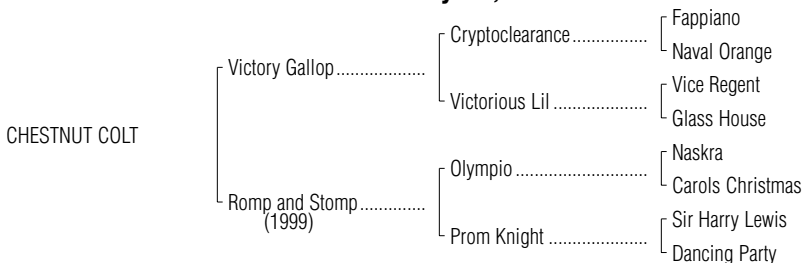 Fappiano
Cryptoclearance................
Naval Orange
Victory Gallop...................
Vice Regent
Victorious Lil ....................
Glass House
CHESTNUT COLT
Naskra
Olympio ............................
Carols Christmas
Romp and Stomp..............
(1999)
Sir Harry Lewis
Prom Knight .....................
Dancing Party